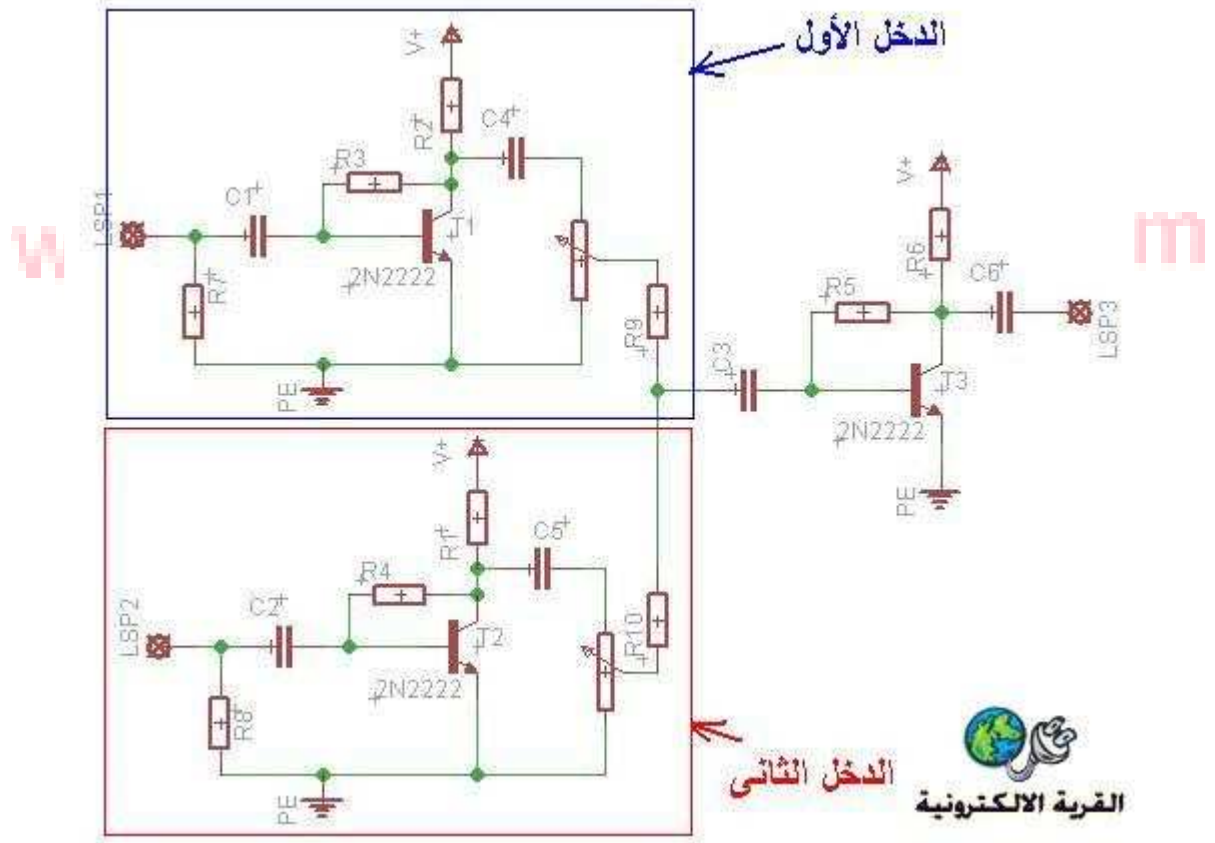 الدخل الأول
V+
R2
C4
R3
C1
LSP1
T1
2N2222
R7
R9
PE
V+
R6
C6
R5
LSP3
C3
T3
2N2222
PE
V+
R1
C5
R4
C2
LSP2
T2
2N2222
R10
R8
PE
الدخل الثانى
القرية الالكترونية
w
m